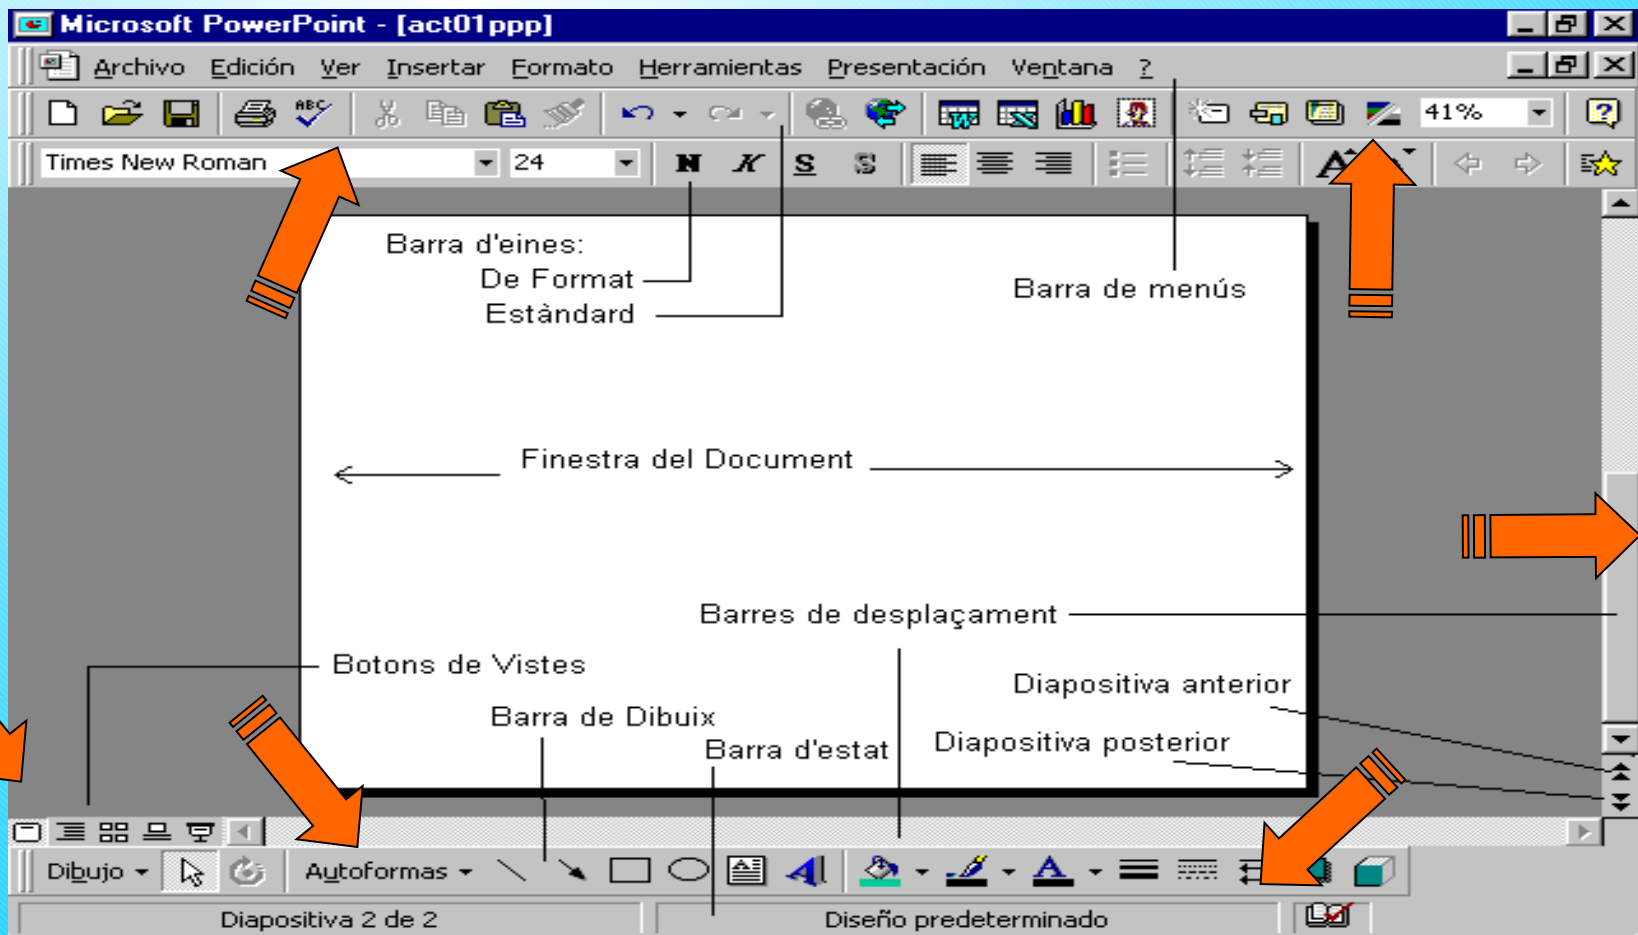 Microsoft PowerPoint - [act01ppp]
Archivo Edición Ver Insertar Formato Herramientas Presentación Ventana ?
ABC 41% ?
Times New Roman 24 N K S S A
Barra d'eines:
De Format
Estàndard
Barra de menús
Finestra del Document
Barres de desplaçament
Botons de Vistes
Diapositiva anterior
Barra de Dibuix
Diapositiva posterior
Barra d'estat
Dibujo Autoformas A A A
Diapositiva 2 de 2 Diseño predeterminado